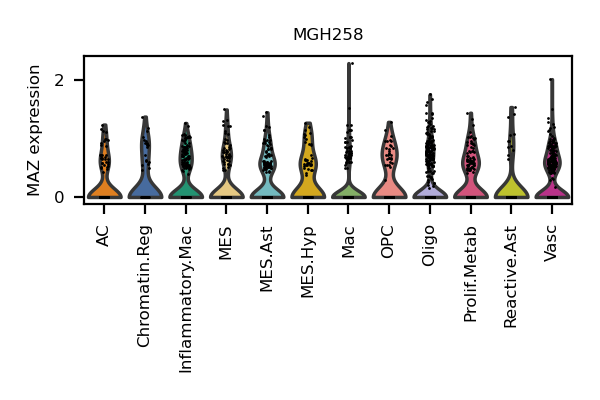 MGH258
MAZ expression
2
0
AC
Chromatin.Reg
Inflammatory.Mac
MES
MES.Ast
MES.Hyp
Mac
OPC
Oligo
Prolif.Metab
Reactive.Ast
Vasc